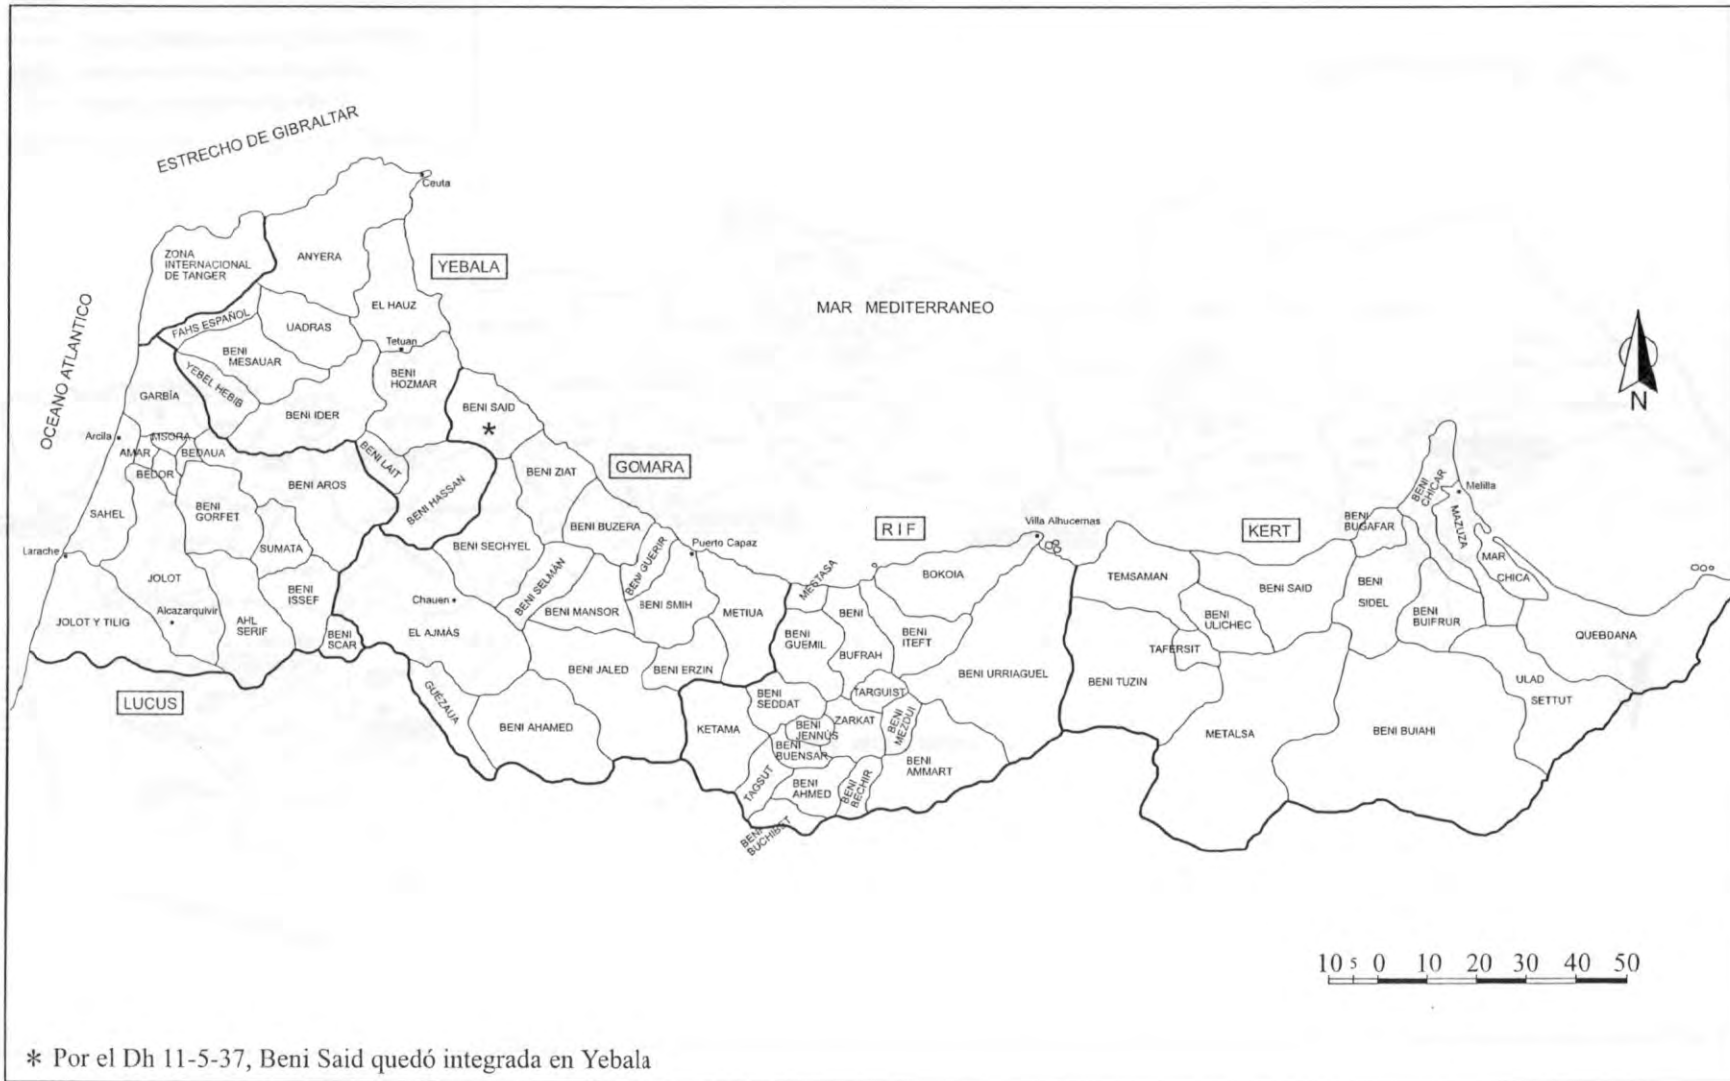 ESTRECHO DE GIBRALTAR
Ceuta
ZONA
INTERNACIONAL
DE TANGER
ANYERA
YEBALA
EL HAUZ
MAR MEDITERRANEO
OCEANO ATLANTICO
FAHS ESPAÑOL
UADRAS
Tetuan
BENI
MESAUAR
YEBEL HEBIB
BENI
HOZMAR
N
GARBÍA
BENI IDER
BENI SAID
*
Arcila
MSORA
AMAR
BEDAUA
BEDOR
BENI LAIT
BENI ZIAT
GOMARA
BENI AROS
BENI HASSAN
SAHEL
BENI
GORFET
BENI BUZERA
RIF
Villa Alhucemas
KERT
BENI
BUGAFAR
BENI
CHICAR
Melilla
MAZUZA
MAR
CHICA
Larache
SUMATA
BENI SECHYEL
BENI SELMÁN
BENI GUERIR
Puerto Capaz
JOLOT
BENI
ISSEF
Chauen
BENI MANSOR
BENI SMIH
METIUA
MESTASA
BOKOIA
TEMSAMAN
BENI SAID
BENI
SIDEL
BENI
BUIFRUR
QUEBDANA
JOLOT Y TILIG
Alcazarquivir
AHL
SERIF
BENI
SCAR
EL AJMÁS
BENI
GUEMIL
BENI
BUFRAH
BENI
ITEFT
BENI
ULICHEC
TAFERSIT
LUCUS
GUEZAUA
BENI JALED
BENI ERZIN
BENI URRIAGUEL
BENI TUZIN
ULAD
SETTUT
BENI AHAMED
KETAMA
BENI
SEDDAT
TARGUIST
ZARKAT
BENI
MEZDUI
BENI
JENNÚS
BENI
BUENSAR
TAGSUT
BENI
AHMED
BENI
BECHIR
BENI
AMMART
METALSA
BENI BUIAHI
BENI
BUCHIBET
10 5 0 10 20 30 40 50
* Por el Dh 11-5-37, Beni Said quedó integrada en Yebala